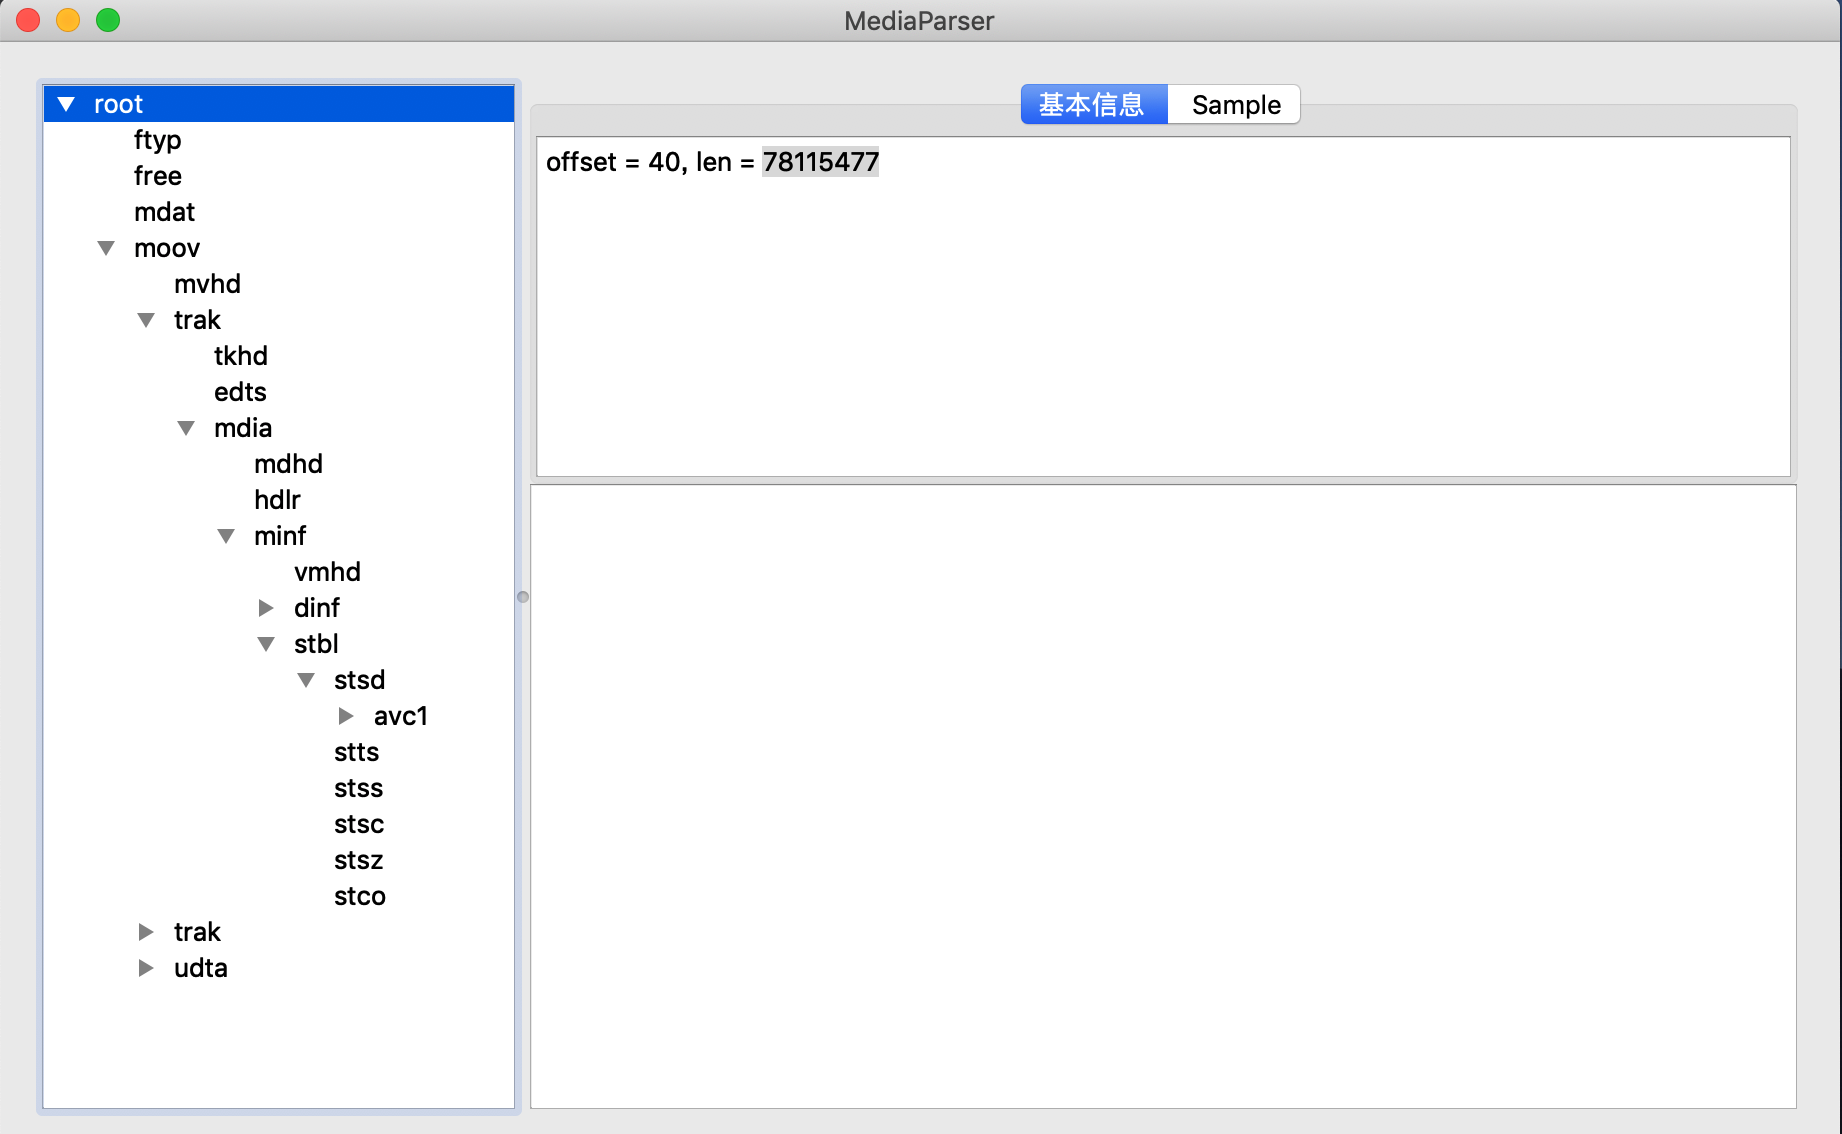 MediaParser
root
ftyp
free
mdat
moov
mvhd
trak
tkhd
edts
mdia
mdhd
hdlr
minf
vmhd
dinf
stbl
stsd
avc1
stts
stss
stsc
stsz
stco
trak
udta
基本信息 Sample
offset = 40, len = 78115477